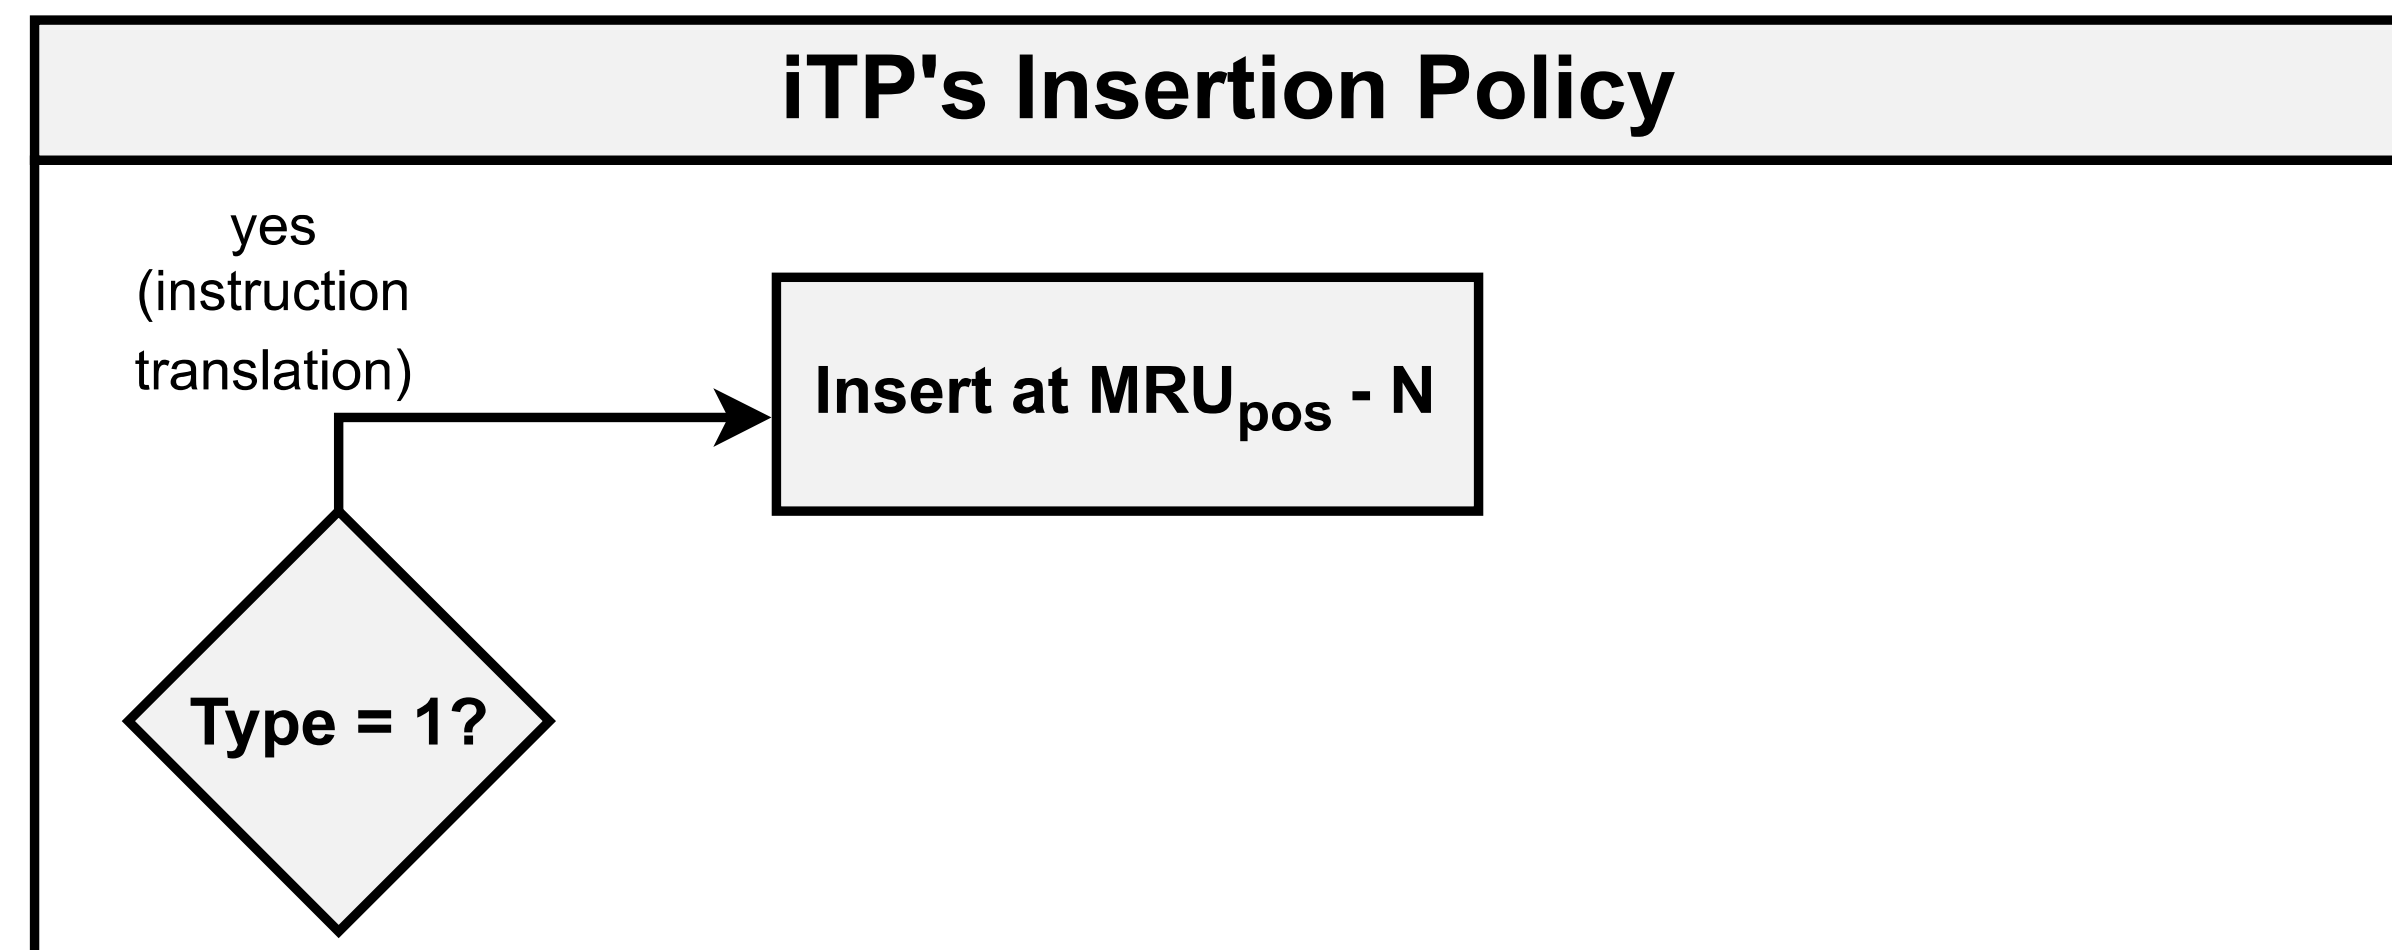 iTP's Insertion Policy
yes
(instruction
translation)
Insert at MRUpos - N
Type = 1?